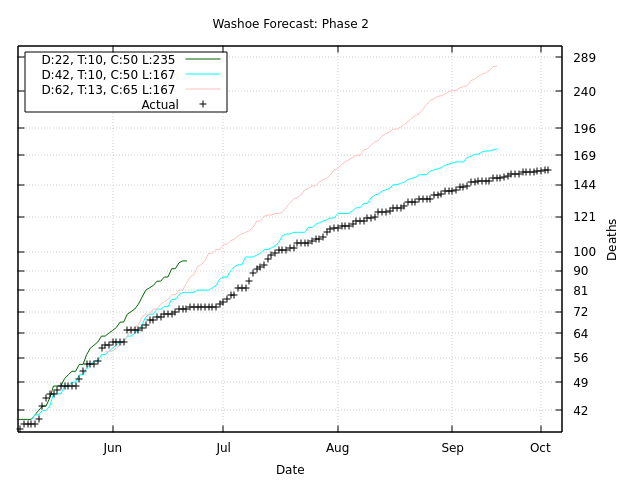 Washoe Forecast: Phase 2
D:22, T:10, C:50 L:235
D:42, T:10, C:50 L:167
D:62, T:13, C:65 L:167
Actual
289
240
196
169
144
121
100
90
81
72
64
56
49
42
Deaths
Jun
Jul
Aug
Sep
Oct
Date